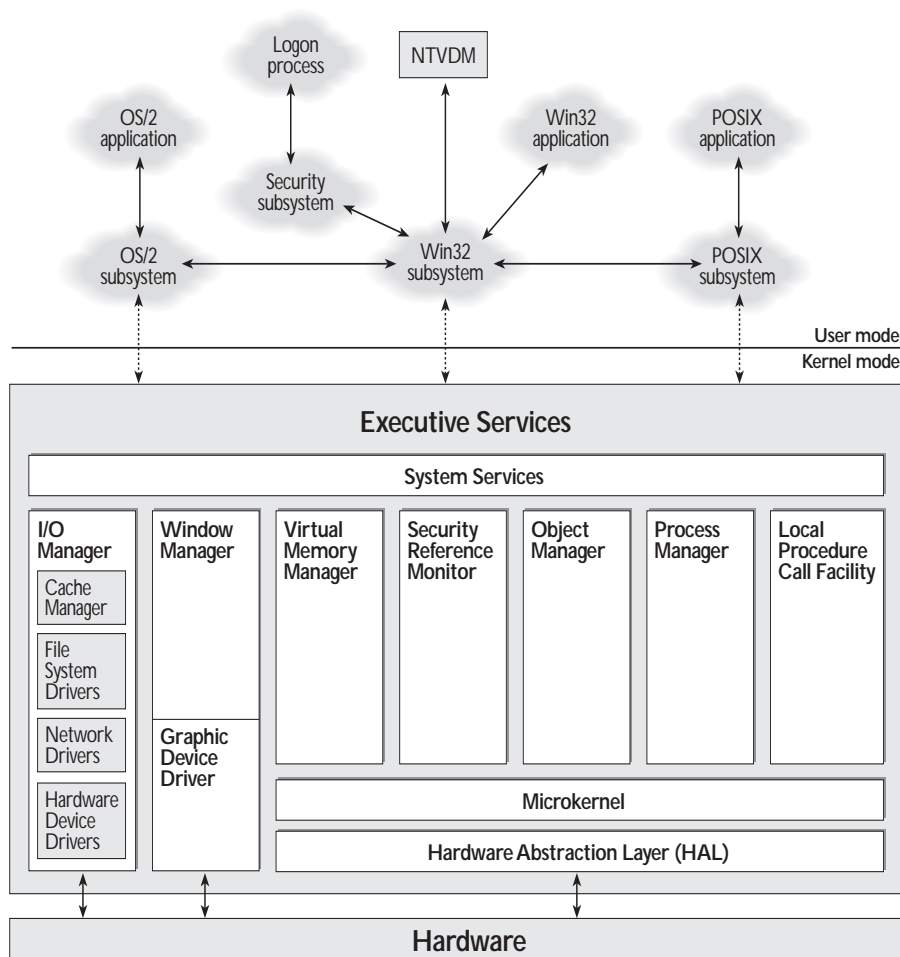 Logon
process
NTVDM
OS/2
application
Win32
application
POSIX
application
Security
subsystem
OS/2
subsystem
Win32
subsystem
POSIX
subsystem
User mode
Kernel mode
Executive Services
System Services
I/O
Manager
Cache
Manager
File
System
Drivers
Network
Drivers
Hardware
Device
Drivers
Window
Manager
Graphic
Device
Driver
Virtual
Memory
Manager
Security
Reference
Monitor
Object
Manager
Process
Manager
Local
Procedure
Call Facility
Microkernel
Hardware Abstraction Layer (HAL)
Hardware